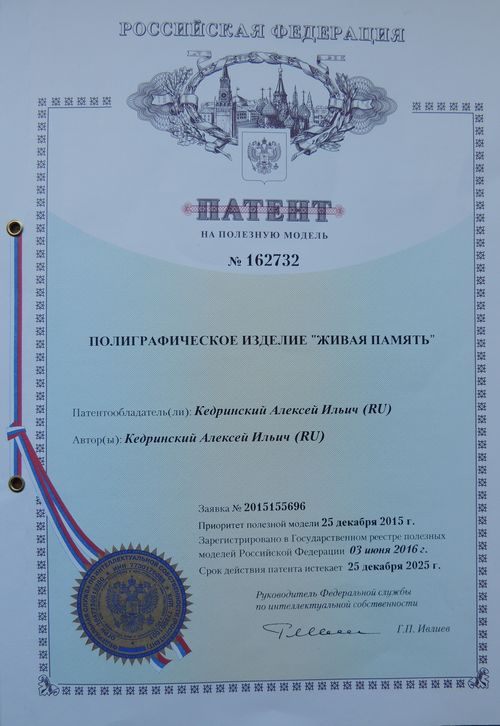 РОССИЙСКАЯ ФЕДЕРАЦИЯ
ПАТЕНТ
НА ПОЛЕЗНУЮ МОДЕЛЬ
№ 162732
ПОЛИГРАФИЧЕСКОЕ ИЗДЕЛИЕ "ЖИВАЯ ПАМЯТЬ"
Патентообладатель(ли): Кедринский Алексей Ильич (RU)
Автор(ы): Кедринский Алексей Ильич (RU)
Заявка № 2015155696
Приоритет полезной модели 25 декабря 2015 г.
Зарегистрировано в Государственном реестре полезных
моделей Российской Федерации 03 июня 2016 г.
Срок действия патента истекает 25 декабря 2025 г.
Руководитель Федеральной службы
по интеллектуальной собственности
Г.П. Ивлиев